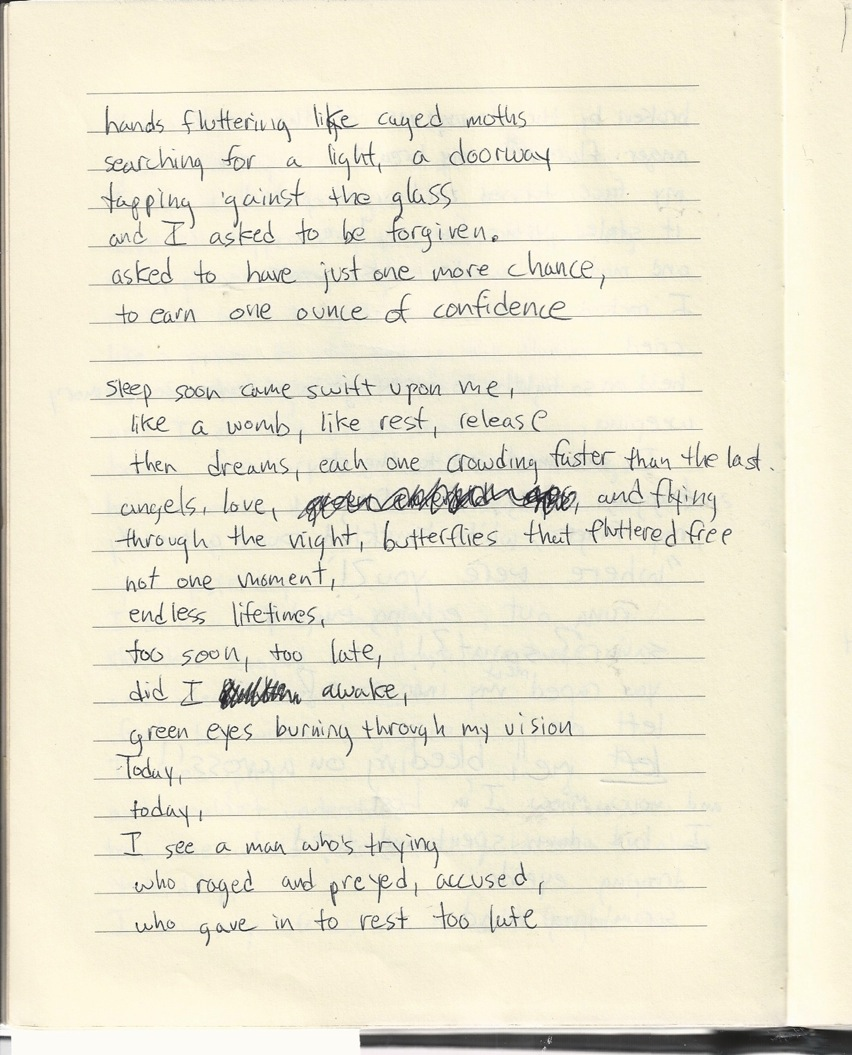 hands fluttering like caged moths
searching for a light, a doorway
tapping 'gainst the glass
and I asked to be forgiven.
asked to have just one more chance,
to earn one ounce of confidence
sleep soon came swift upon me,
like a womb, like rest, release
then dreams, each one crowding faster than the last.
angels, love, and flying
through the night, butterflies that fluttered free
not one moment,
endless lifetimes,
too soon, too late,
did I awake,
green eyes burning through my vision
Today,
today,
I see a man who's trying
who raged and preyed, accused,
who gave in to rest too late